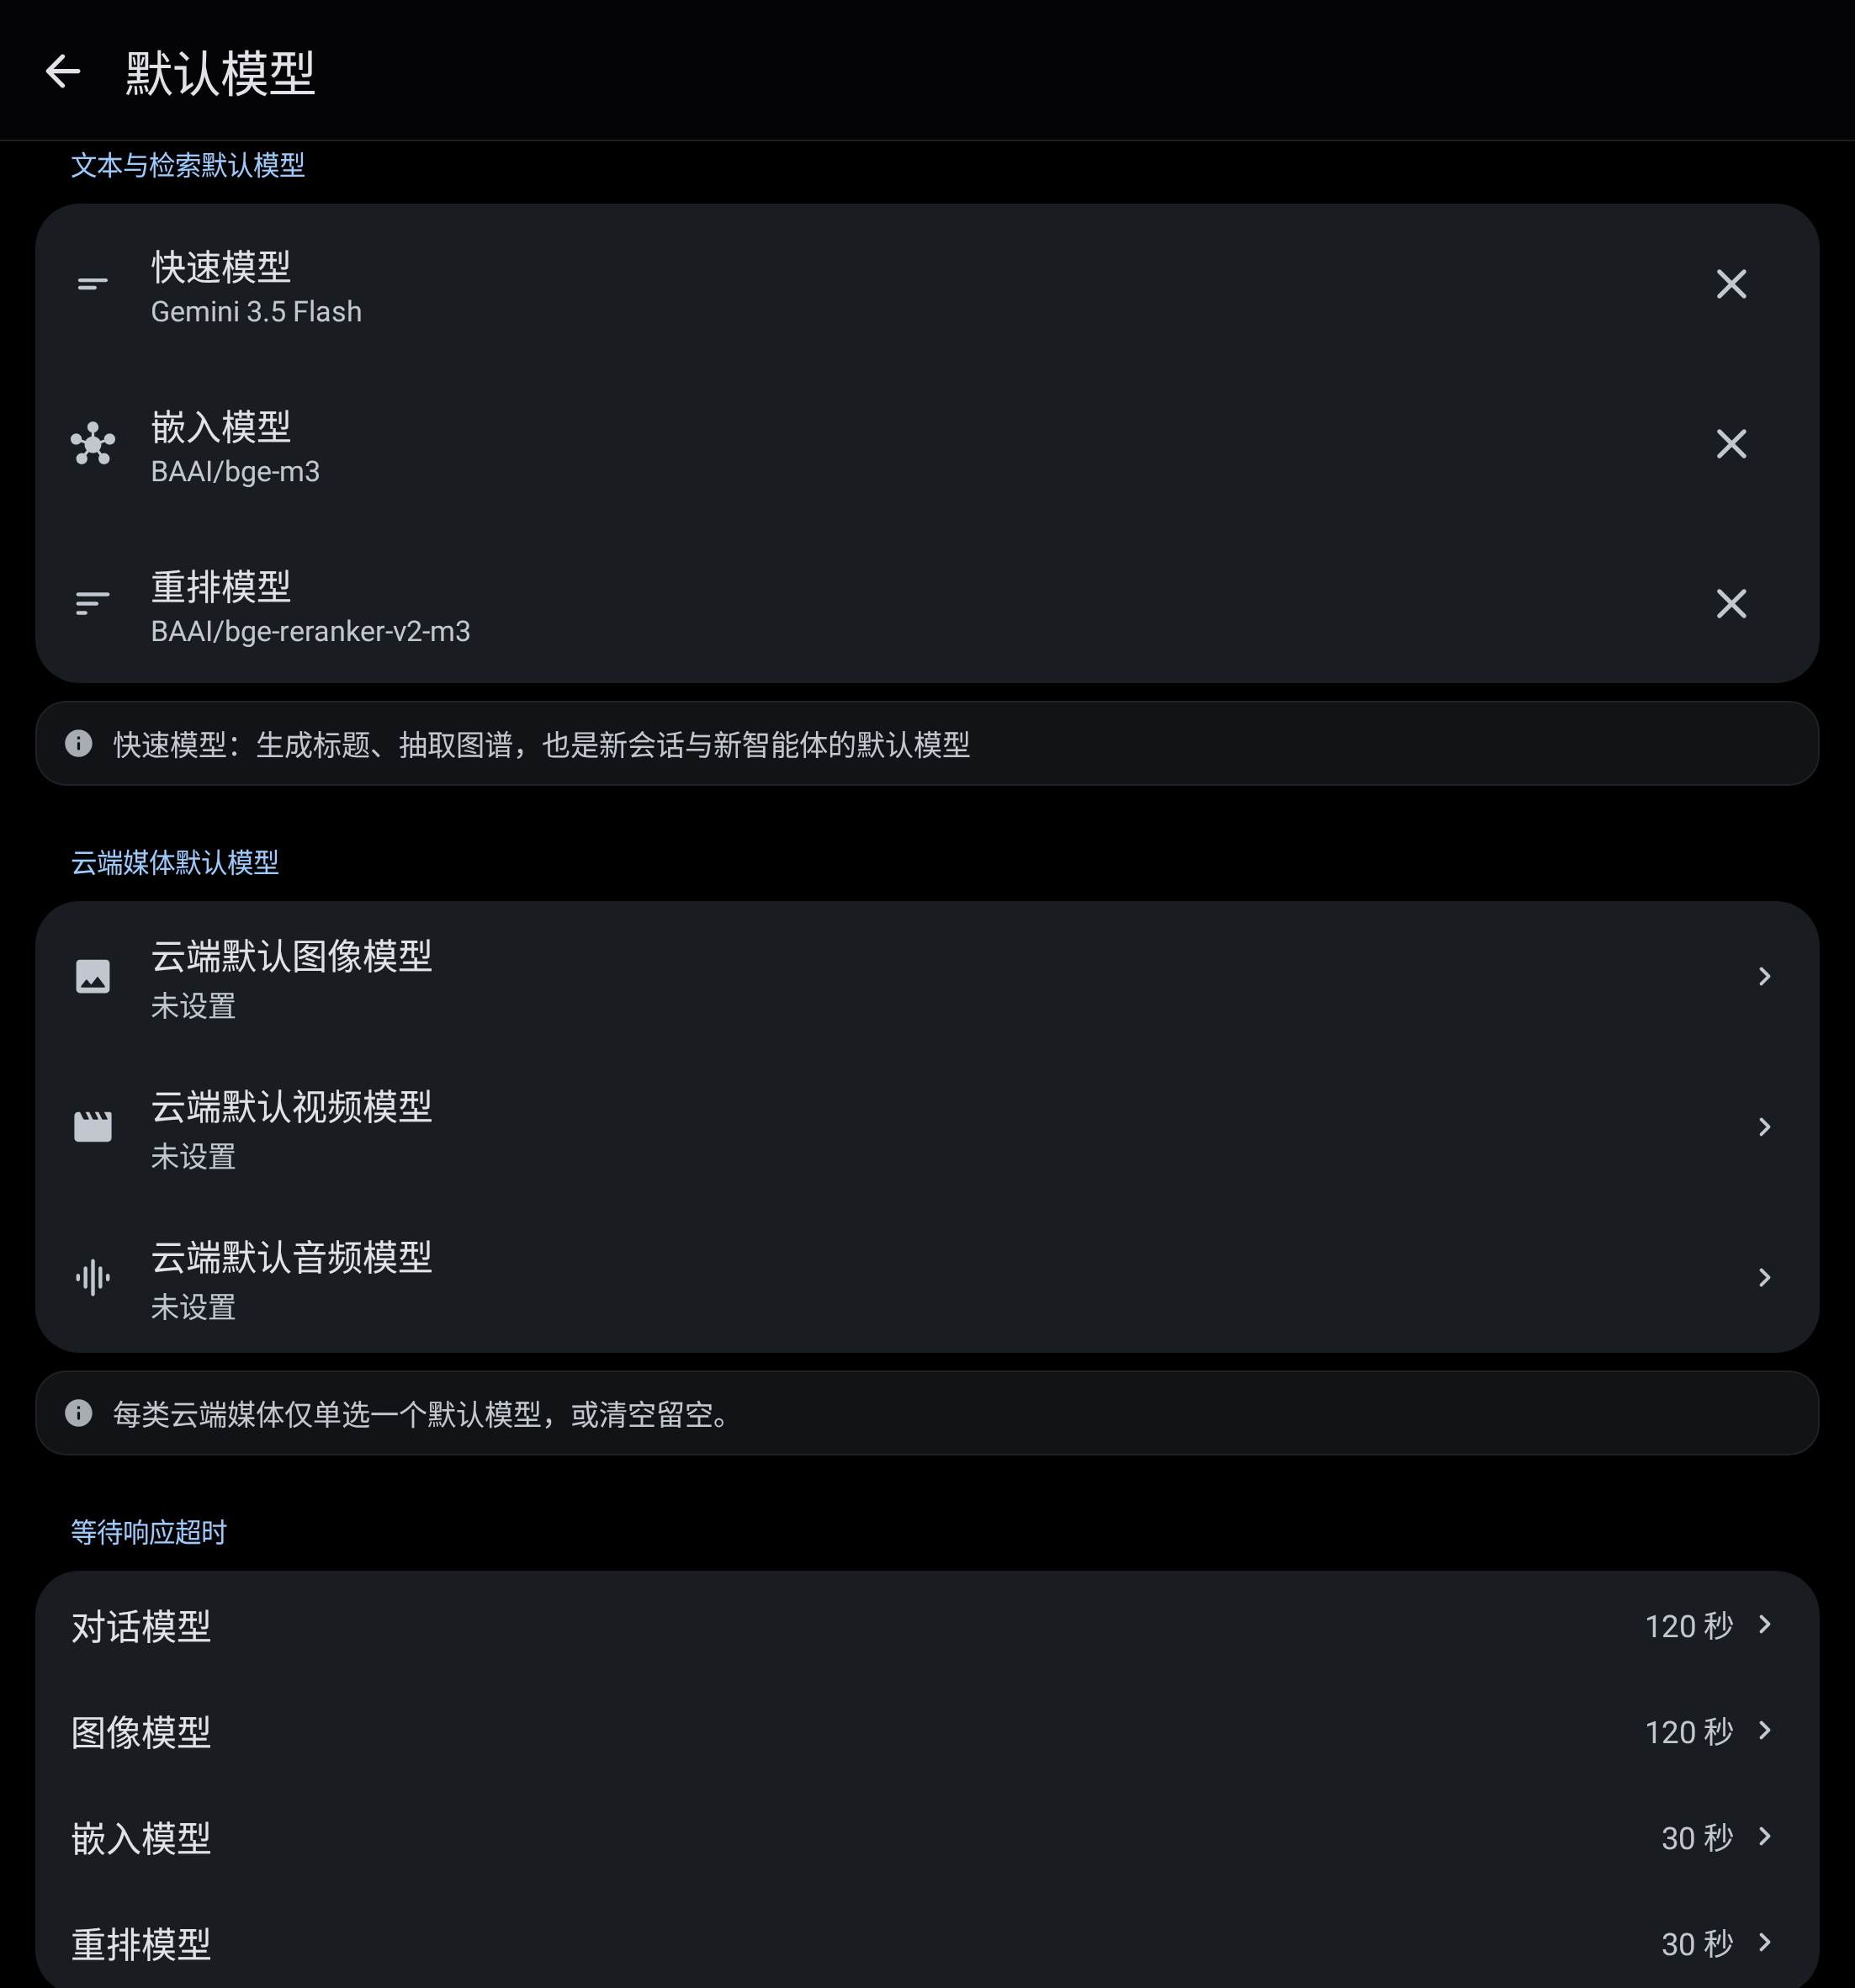 默认模型
文本与检索默认模型
快速模型
Gemini 3.5 Flash
嵌入模型
BAAI/bge-m3
重排模型
BAAI/bge-reranker-v2-m3
快速模型：生成标题、抽取图谱，也是新会话与新智能体的默认模型
云端媒体默认模型
云端默认图像模型
未设置
云端默认视频模型
未设置
云端默认音频模型
未设置
每类云端媒体仅单选一个默认模型，或清空留空。
等待响应超时
对话模型 120 秒
图像模型 120 秒
嵌入模型 30 秒
重排模型 30 秒